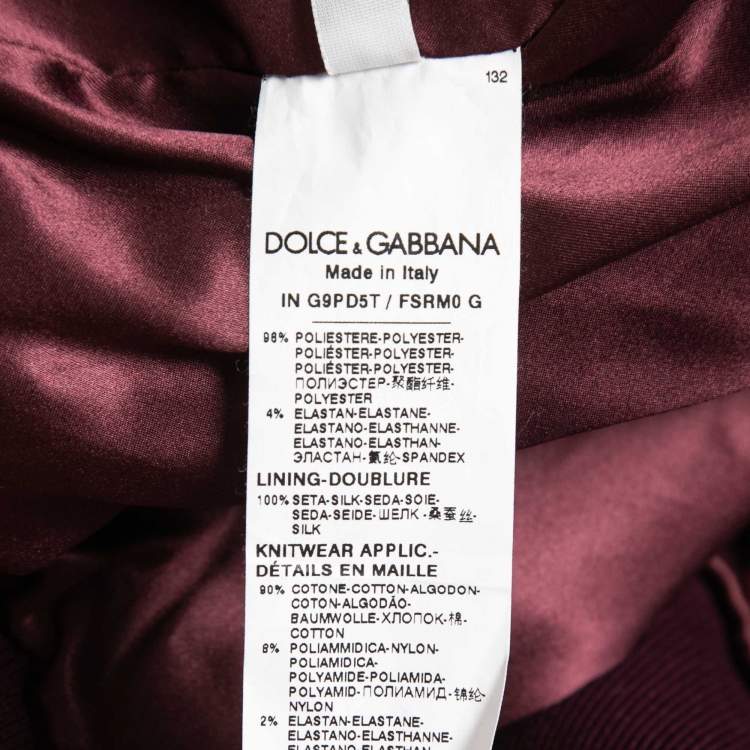 132
DOLCE & GABBANA
Made in Italy
IN G9PD5T / FSRM0 G
96% POLIESTERE-POLYESTER-
POLIÉSTER-POLYESTER-
POLIÉSTER-POLYESTER-
ПОЛИЭСТЕР-聚酯纤维-
POLYESTER
4% ELASTAN-ELASTANE-
ELASTANO-ELASTHANNE-
ELASTANO-ELASTHAN-
ЭЛАСТАН-氨纶-SPANDEX
LINING-DOUBLURE
100% SETA-SILK-SEDA-SOIE-
SEDA-SEIDE-ШЕЛК-桑蚕丝-
SILK
KNITWEAR APPLIC.-
DÉTAILS EN MAILLE
90% COTONE-COTTON-ALGODON-
COTON-ALGODÃO-
BAUMWOLLE-ХЛОПОК-棉-
COTTON
8% POLIAMMIDICA-NYLON-
POLIAMIDICA-
POLYAMIDE-POLIAMIDA-
POLYAMID-ПОЛИАМИД-锦纶-
NYLON
2% ELASTAN-ELASTANE-
ELASTANO-ELASTHANNE-
ELASTANO-ELASTHAN-